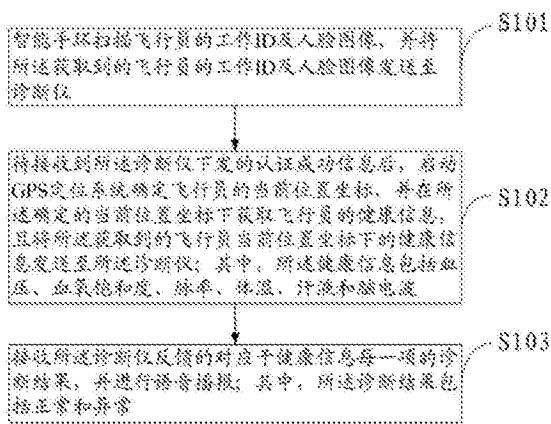 智能手环扫描飞行员的工作ID及人脸图像，并将
所述获取到的飞行员的工作ID及人脸图像发送至
诊断仪
S101
待接收到所述诊断仪下发的认证成功信息后，启动
GPS定位系统确定飞行员的当前位置坐标，并在所
述确定的当前位置坐标下获取飞行员的健康信息，
且将所述获取到的飞行员当前位置坐标下的健康信
息发送至所述诊断仪；其中，所述健康信息包括血
压、血氧饱和度、脉率、体温、汗液和脑电波
S102
接收所述诊断仪反馈的对应于健康信息每一项的诊
断结果，并进行语音播报；其中，所述诊断结果包
括正常和异常
S103